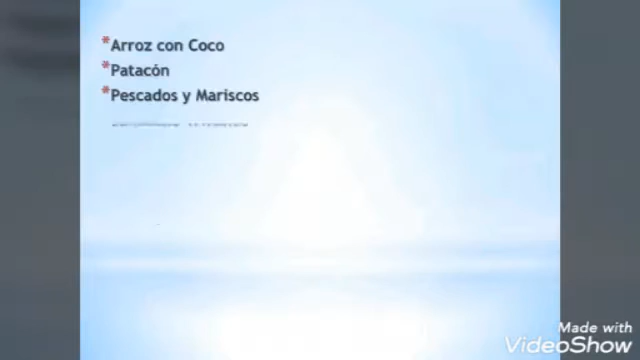 * Arroz con Coco
* Patacón
* Pescados y Mariscos
Made with
VideoShow